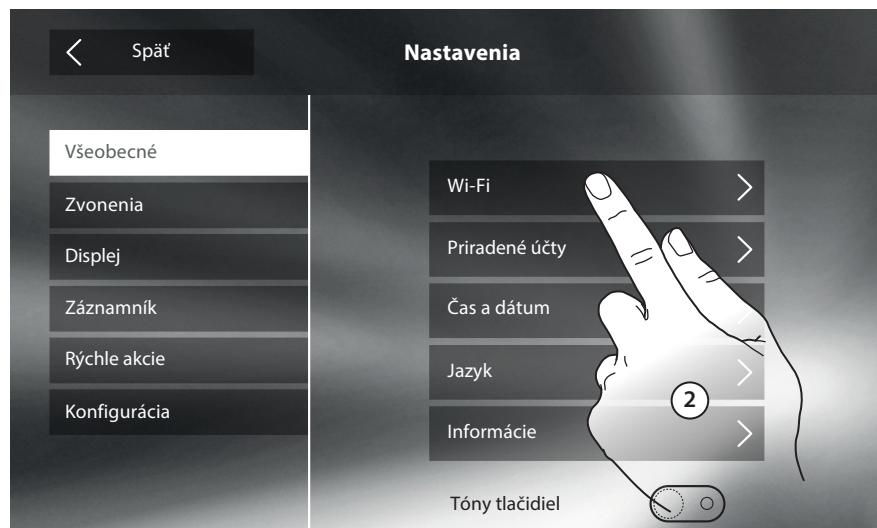 Späť
Nastavenia
Všeobecné
Zvonenia
Displej
Záznamník
Rýchle akcie
Konfigurácia
Wi-Fi
Priradené účty
Čas a dátum
Jazyk
Informácie
2
Tóny tlačidiel